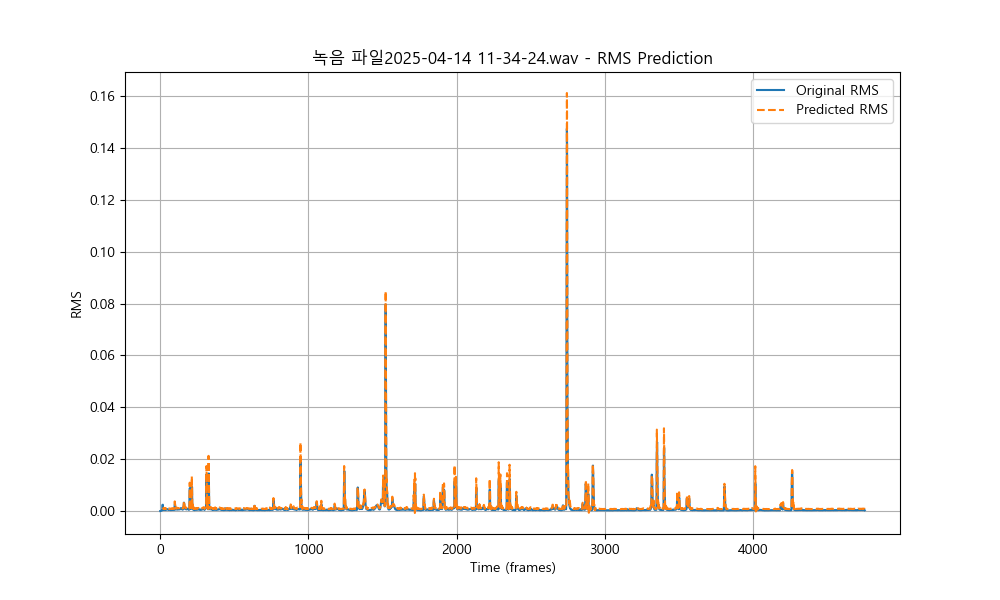 녹음 파일2025-04-14 11-34-24.wav - RMS Prediction
Original RMS
Predicted RMS
0.16
0.14
0.12
0.10
0.08
0.06
0.04
0.02
0.00
RMS
0 1000 2000 3000 4000
Time (frames)